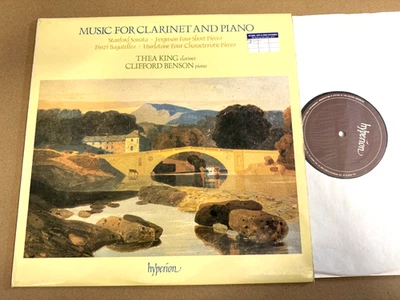 MUSIC FOR CLARINET AND PIANO
Stanford Sonata · Ferguson Four Short Pieces
Finzi Bagatelles · Hurlstone Four Characteristic Pieces
THEA KING clarinet
CLIFFORD BENSON piano
hyperion
hyperion